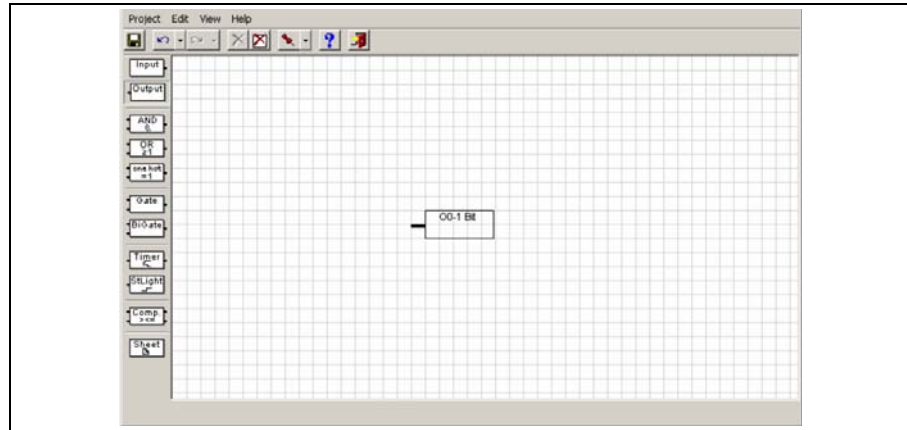 Project Edit View Help
Input
Output
AND
&
OR
≥1
one hot
=1
Gate
BiGate
Timer
StLight
Comp.
Sheet
O0-1 Bit